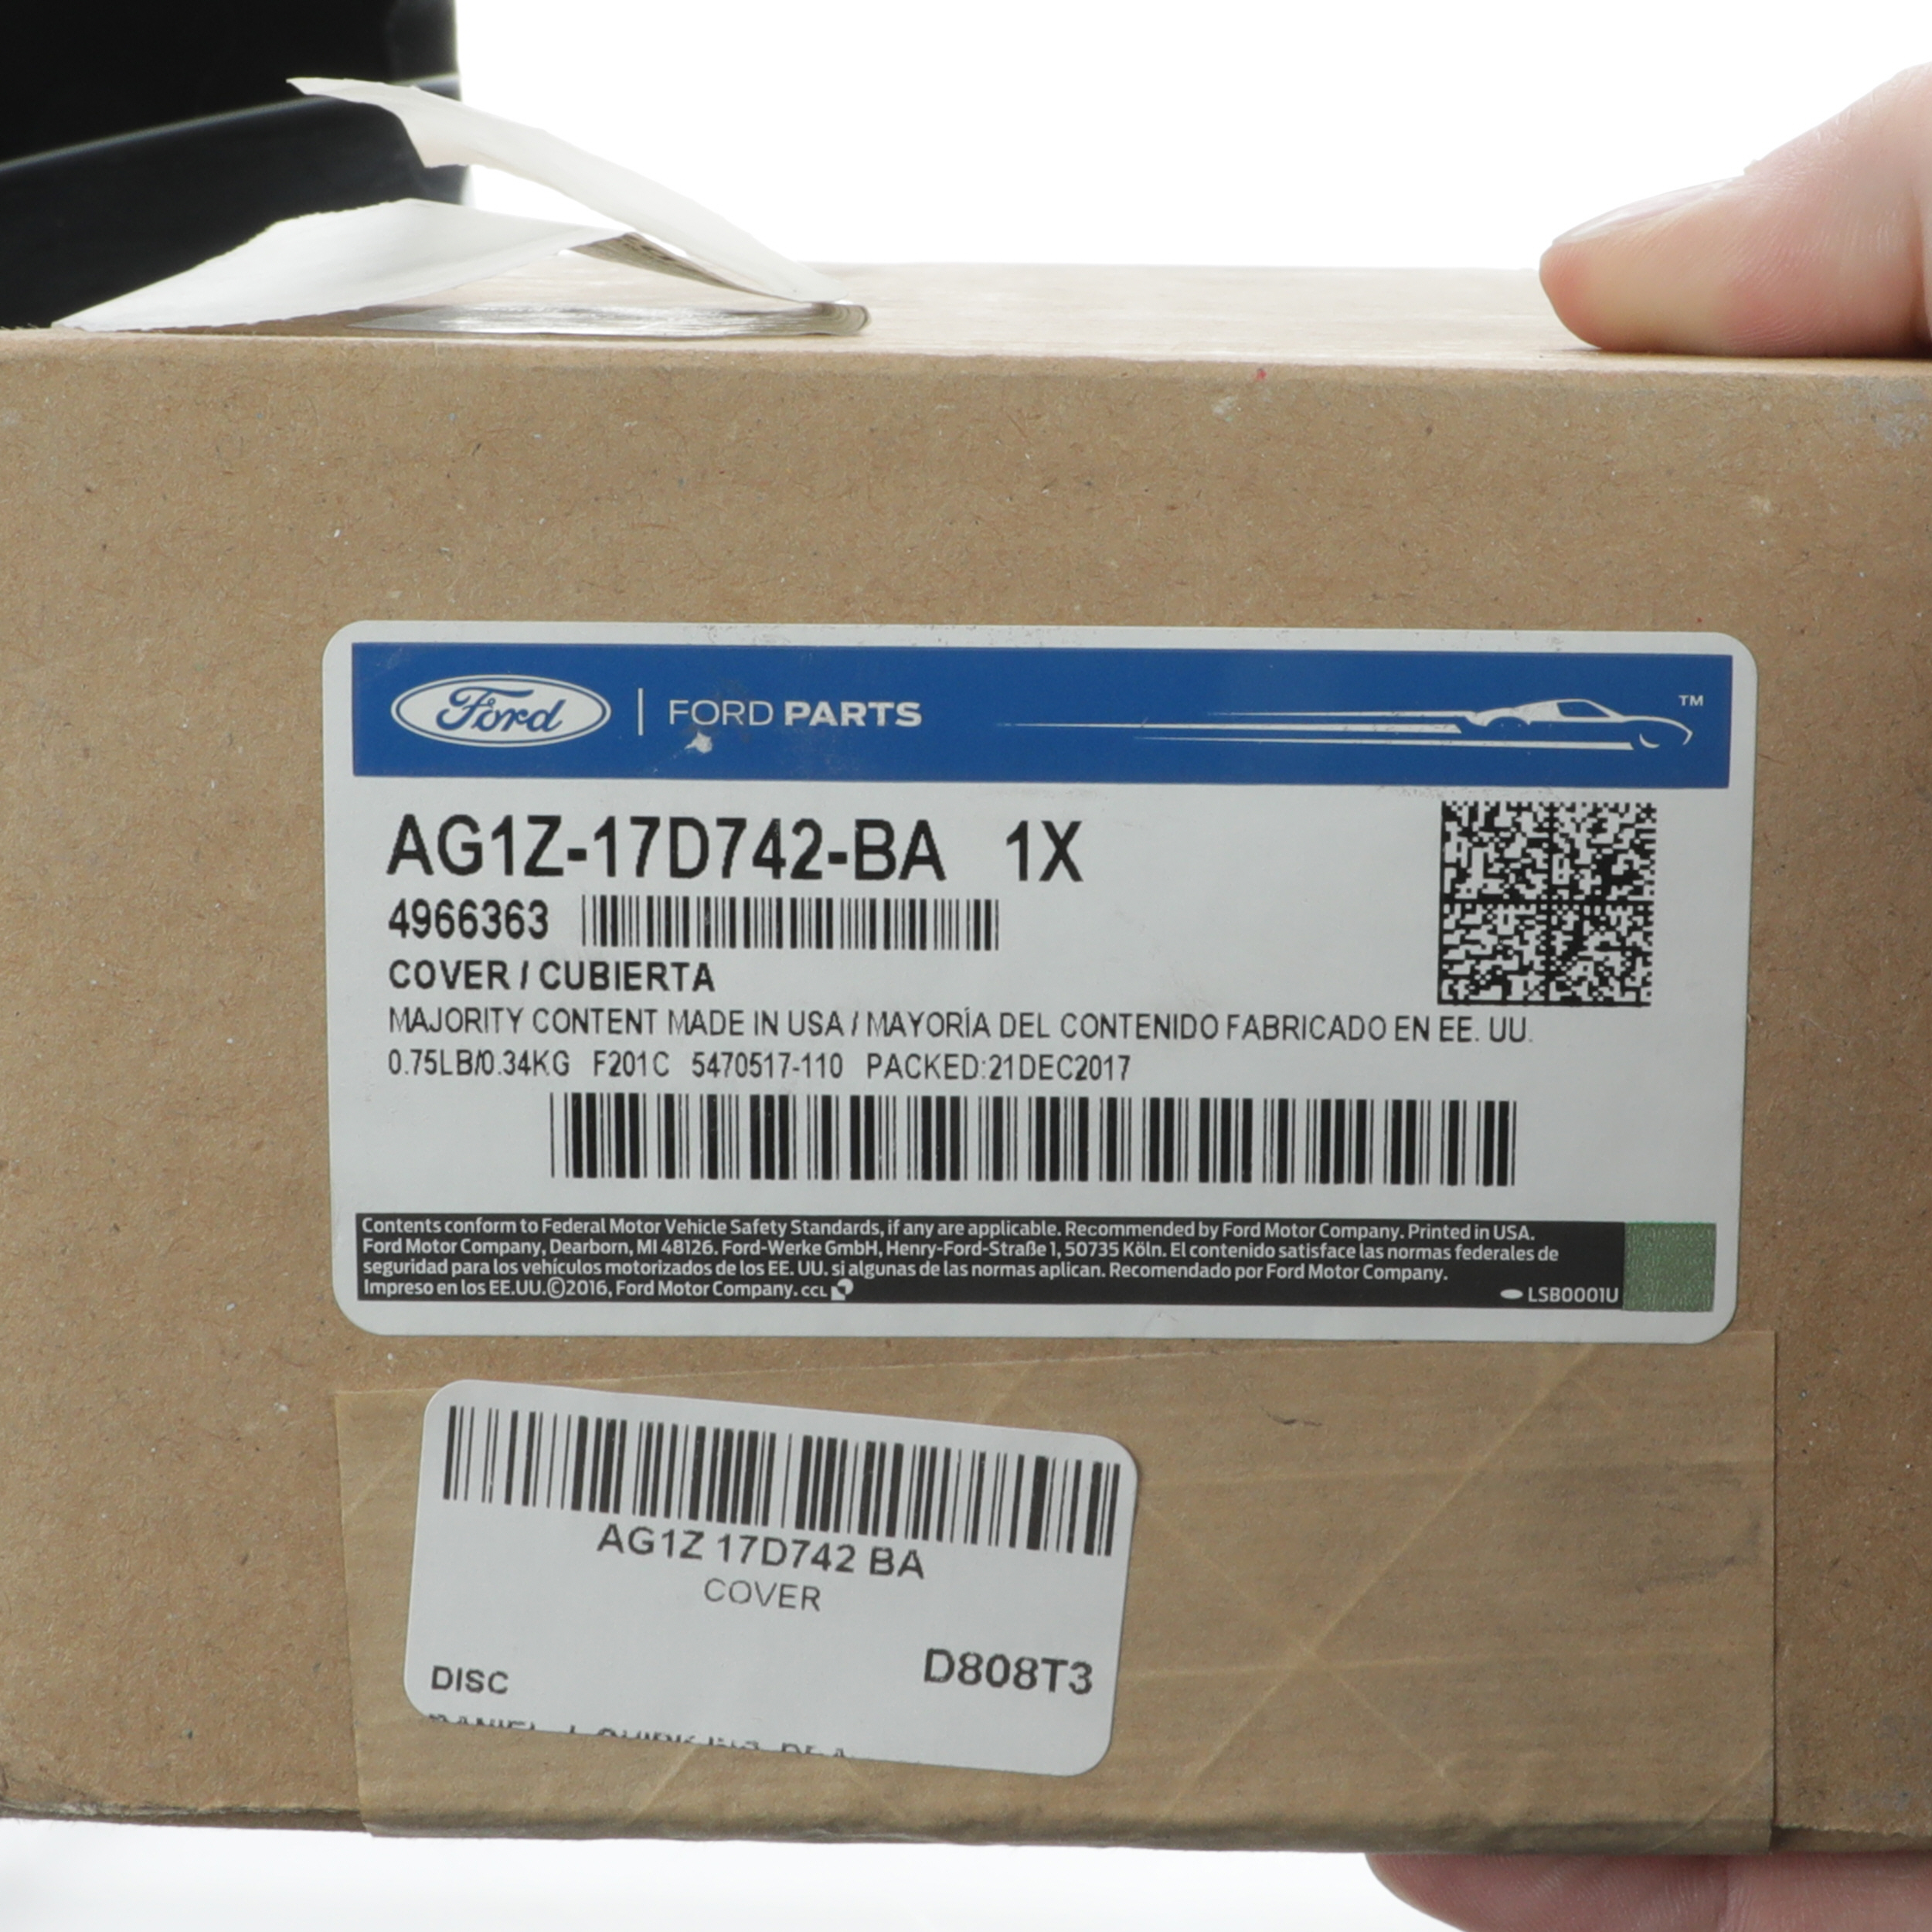 Ford | FORD PARTS ™
AG1Z-17D742-BA 1X
4966363
COVER / CUBIERTA
MAJORITY CONTENT MADE IN USA / MAYORÍA DEL CONTENIDO FABRICADO EN EE. UU.
0.75LB/0.34KG F201C 5470517-110 PACKED:21DEC2017
Contents conform to Federal Motor Vehicle Safety Standards, if any are applicable. Recommended by Ford Motor Company. Printed in USA.
Ford Motor Company, Dearborn, MI 48126. Ford-Werke GmbH, Henry-Ford-Straße 1, 50735 Köln. El contenido satisface las normas federales de
seguridad para los vehículos motorizados de los EE. UU. si algunas de las normas aplican. Recomendado por Ford Motor Company.
Impreso en los EE.UU.©2016, Ford Motor Company. CCL
LSB0001U
AG1Z 17D742 BA
COVER
DISC D808T3